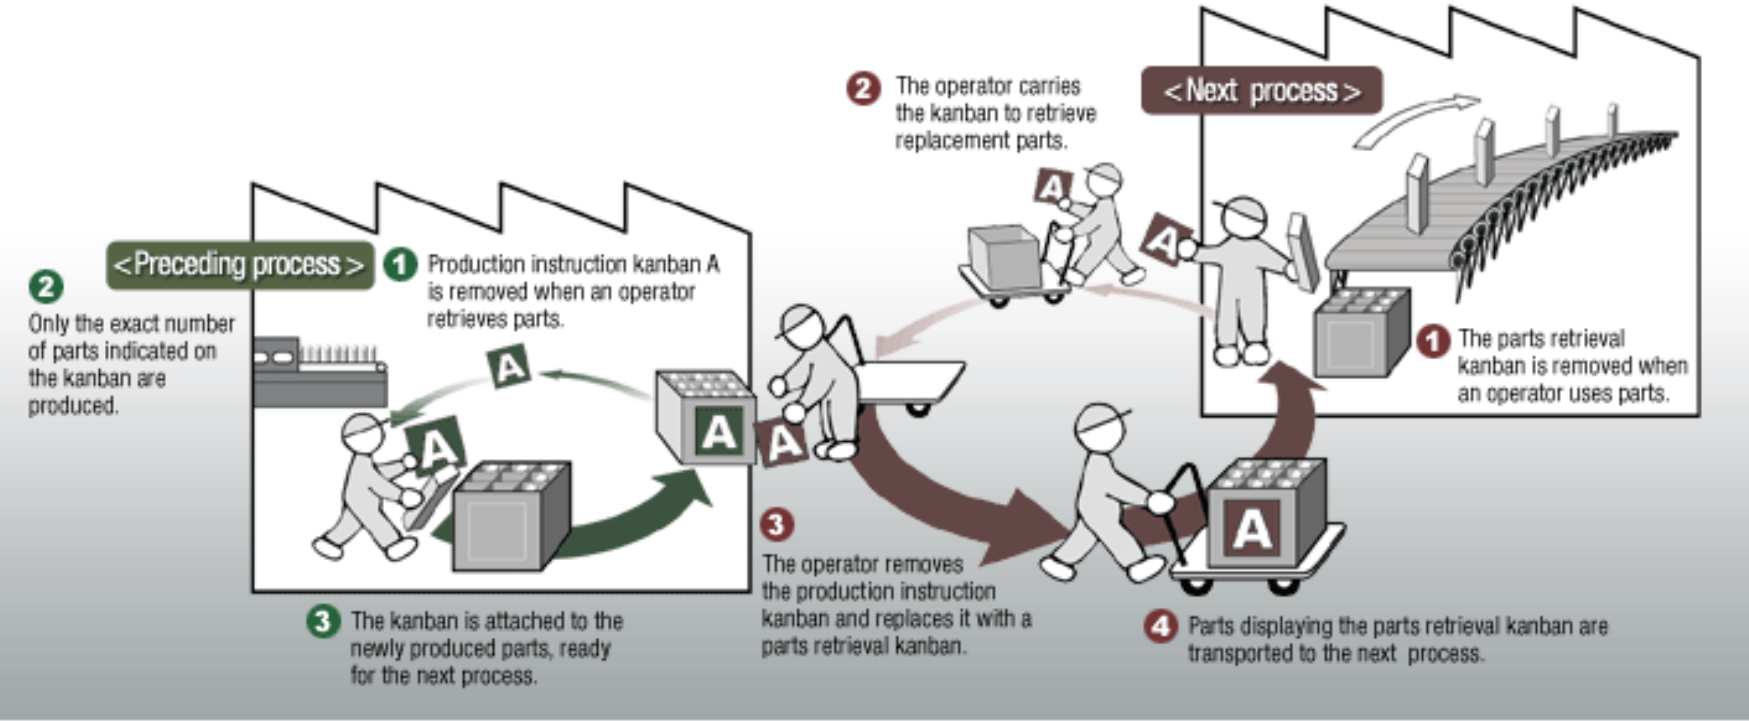 <Preceding process>
1 Production instruction kanban A
is removed when an operator
retrieves parts.
2
Only the exact number
of parts indicated on
the kanban are
produced.
A
A
A
3 The kanban is attached to the
newly produced parts, ready
for the next process.
<Next process>
1 The parts retrieval
kanban is removed when
an operator uses parts.
A
2 The operator carries
the kanban to retrieve
replacement parts.
A
A
3
The operator removes
the production instruction
kanban and replaces it with a
parts retrieval kanban.
A
4 Parts displaying the parts retrieval kanban are
transported to the next process.